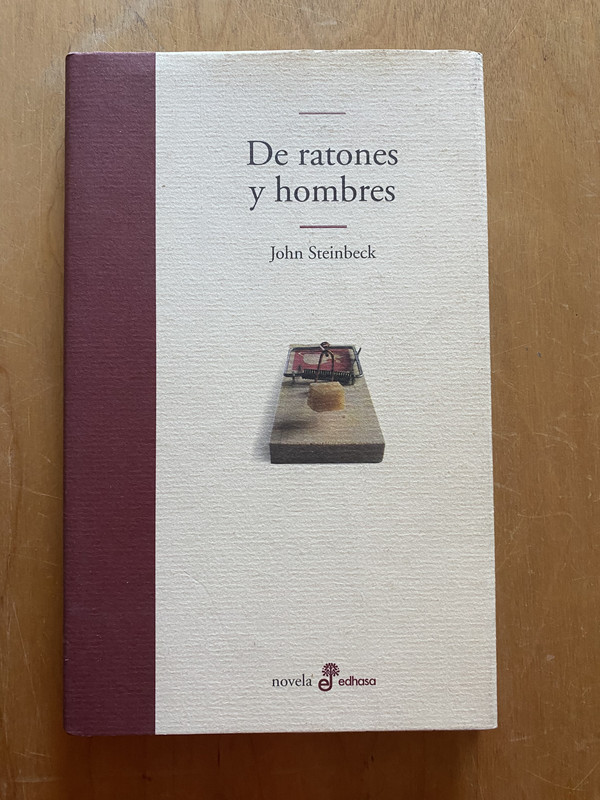 De ratones
y hombres
John Steinbeck
novela edhasa